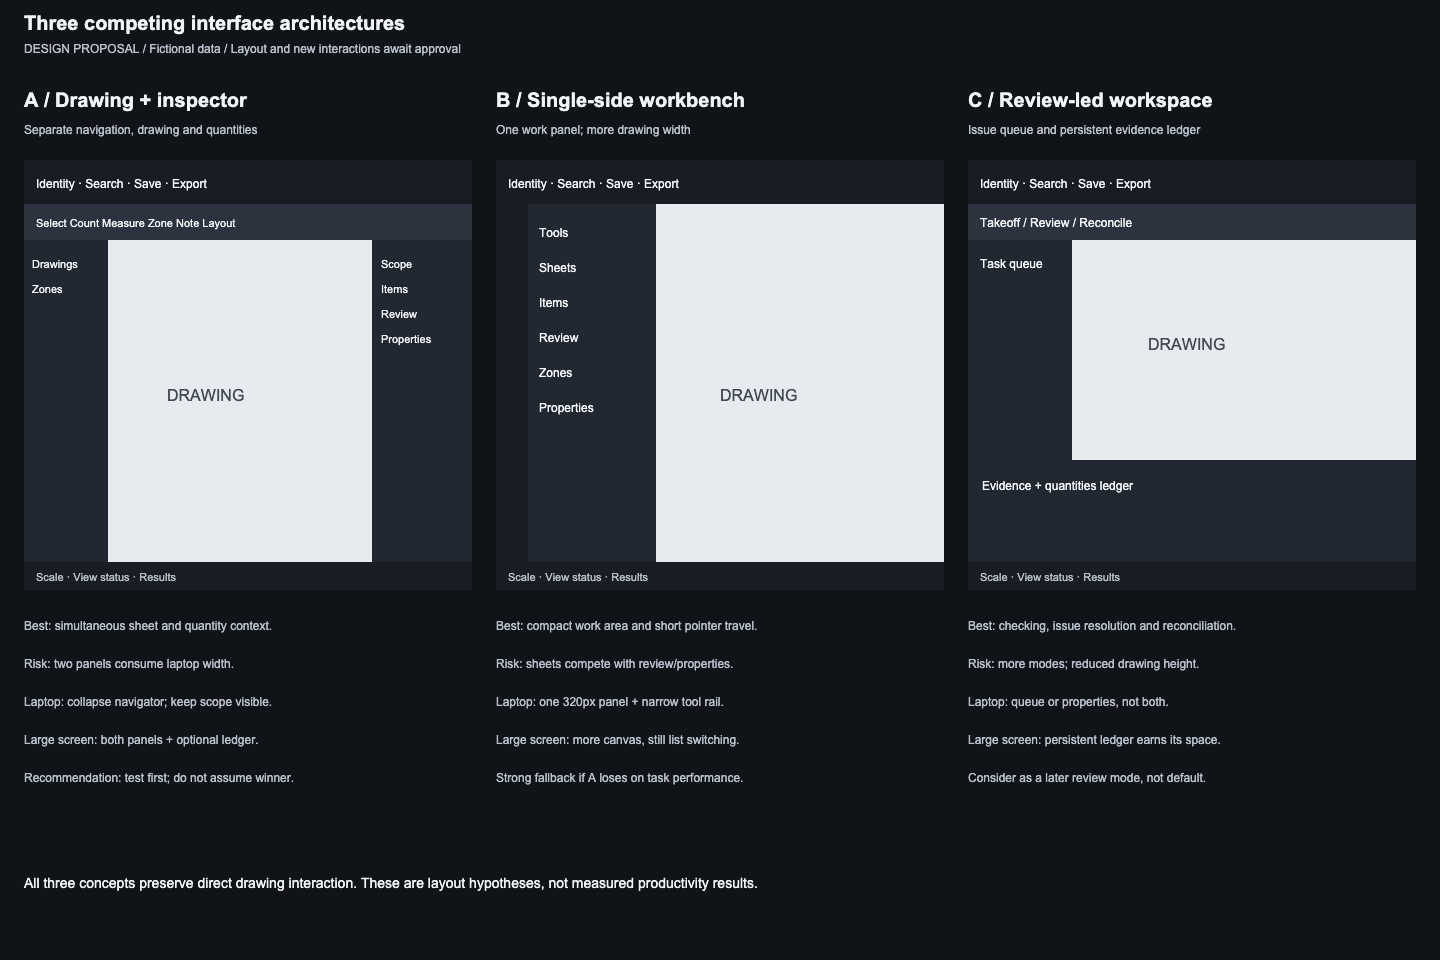 Three competing interface architectures
DESIGN PROPOSAL / Fictional data / Layout and new interactions await approval
A / Drawing + inspector
Separate navigation, drawing and quantities
Identity · Search · Save · Export
Select Count Measure Zone Note Layout
Drawings
Zones
DRAWING
Scope
Items
Review
Properties
Scale · View status · Results
Best: simultaneous sheet and quantity context.
Risk: two panels consume laptop width.
Laptop: collapse navigator; keep scope visible.
Large screen: both panels + optional ledger.
Recommendation: test first; do not assume winner.
B / Single-side workbench
One work panel; more drawing width
Identity · Search · Save · Export
Tools
Sheets
Items
Review
Zones
Properties
DRAWING
Scale · View status · Results
Best: compact work area and short pointer travel.
Risk: sheets compete with review/properties.
Laptop: one 320px panel + narrow tool rail.
Large screen: more canvas, still list switching.
Strong fallback if A loses on task performance.
C / Review-led workspace
Issue queue and persistent evidence ledger
Identity · Search · Save · Export
Takeoff / Review / Reconcile
Task queue
DRAWING
Evidence + quantities ledger
Scale · View status · Results
Best: checking, issue resolution and reconciliation.
Risk: more modes; reduced drawing height.
Laptop: queue or properties, not both.
Large screen: persistent ledger earns its space.
Consider as a later review mode, not default.
All three concepts preserve direct drawing interaction. These are layout hypotheses, not measured productivity results.